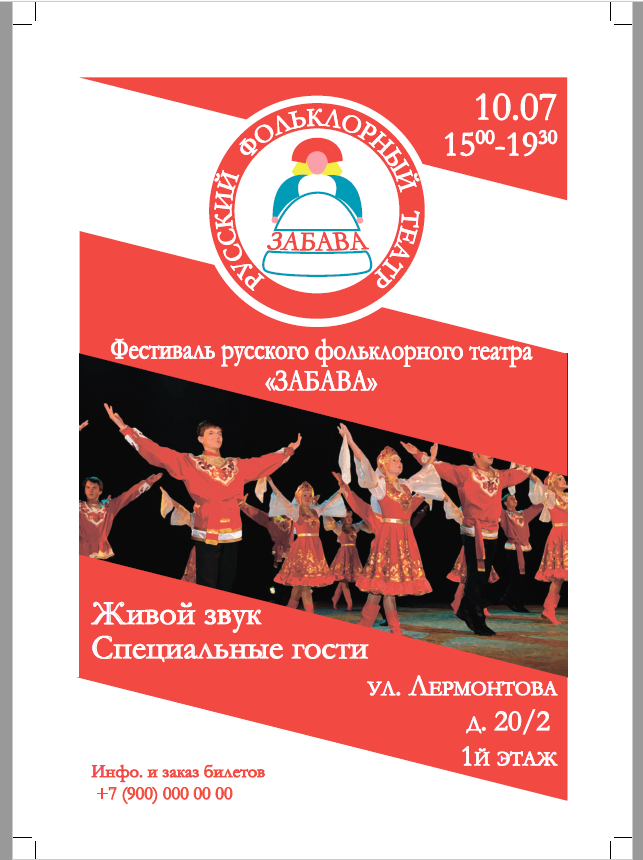 10.07
15⁰⁰-19³⁰
РУССКИЙ ФОЛЬКЛОРНЫЙ ТЕАТР
ЗАБАВА
Фестиваль русского фольклорного театра
«ЗАБАВА»
Живой звук
Специальные гости
ул. Лермонтова
д. 20/2
1й этаж
Инфо. и заказ билетов
+7 (900) 000 00 00